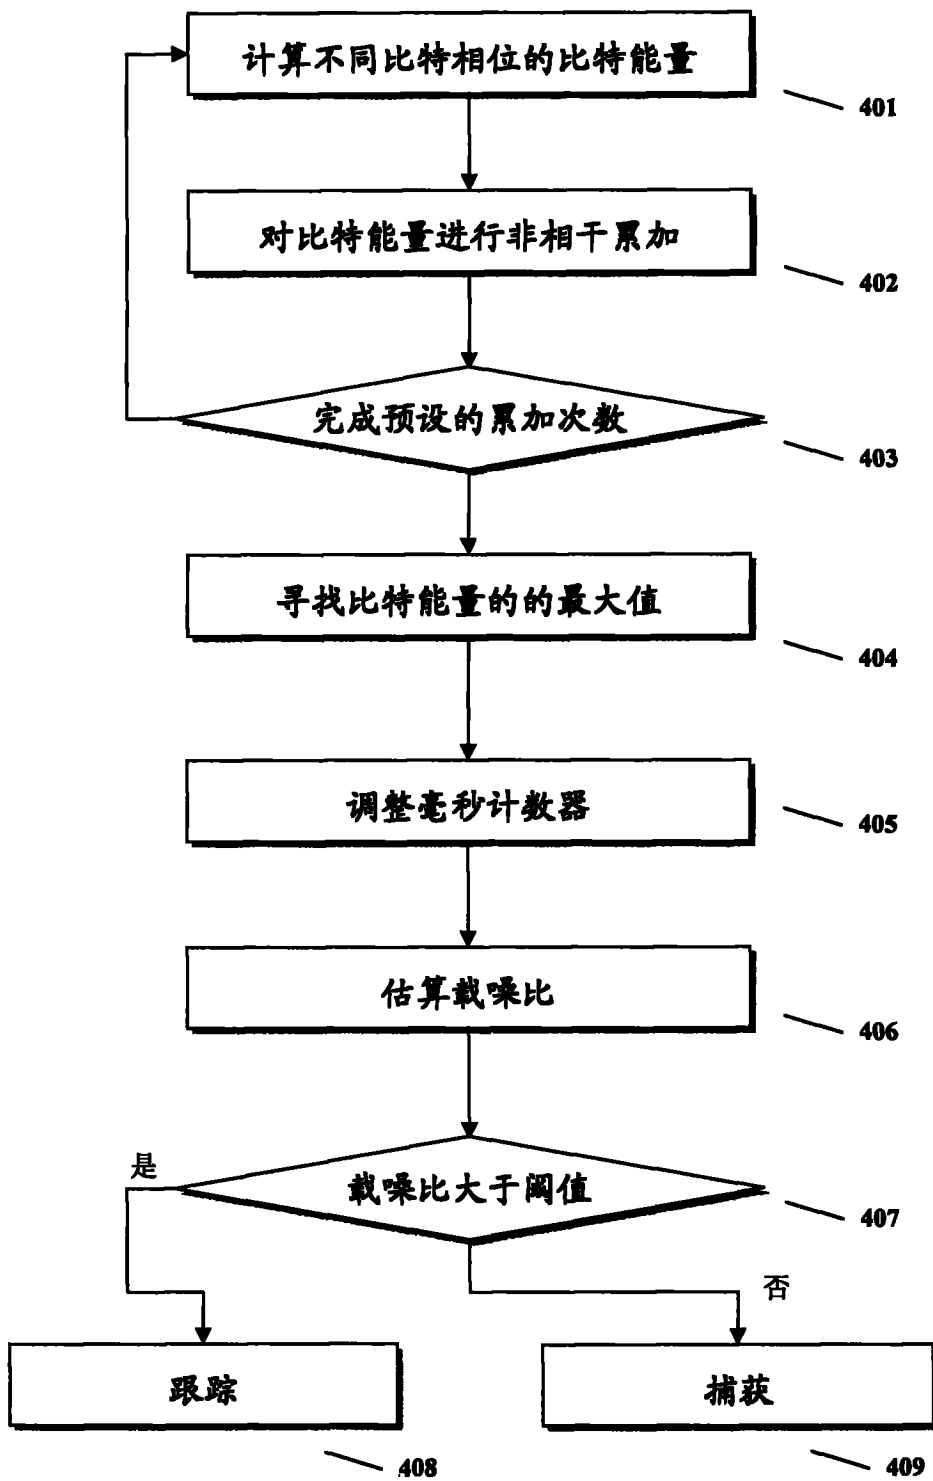 计算不同比特相位的比特能量
401
对比特能量进行非相干累加
402
完成预设的累加次数
403
寻找比特能量的的最大值
404
调整毫秒计数器
405
估算载噪比
406
是
载噪比大于阈值
407
否
跟踪
408
捕获
409